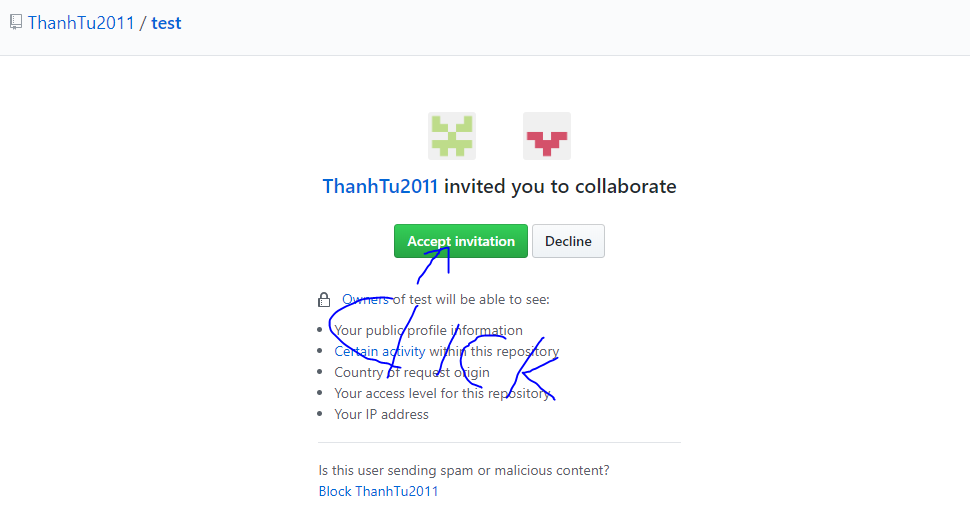 ThanhTu2011 / test
ThanhTu2011 invited you to collaborate
Accept invitation Decline
Owners of test will be able to see:
Your public profile information
Certain activity within this repository
Country of request origin
Your access level for this repository
Your IP address
Click
Is this user sending spam or malicious content?
Block ThanhTu2011